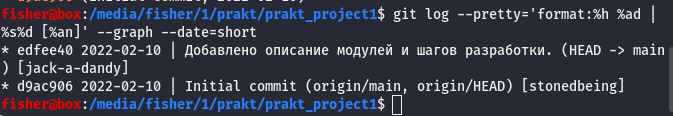 fisher@box:/media/fisher/1/prakt/prakt_project1$ git log --pretty='format:%h %ad |
%s%d [%an]' --graph --date=short
* edfee40 2022-02-10 | Добавлено описание модулей и шагов разработки. (HEAD -> main
) [jack-a-dandy]
* d9ac906 2022-02-10 | Initial commit (origin/main, origin/HEAD) [stonedbeing]
fisher@box:/media/fisher/1/prakt/prakt_project1$